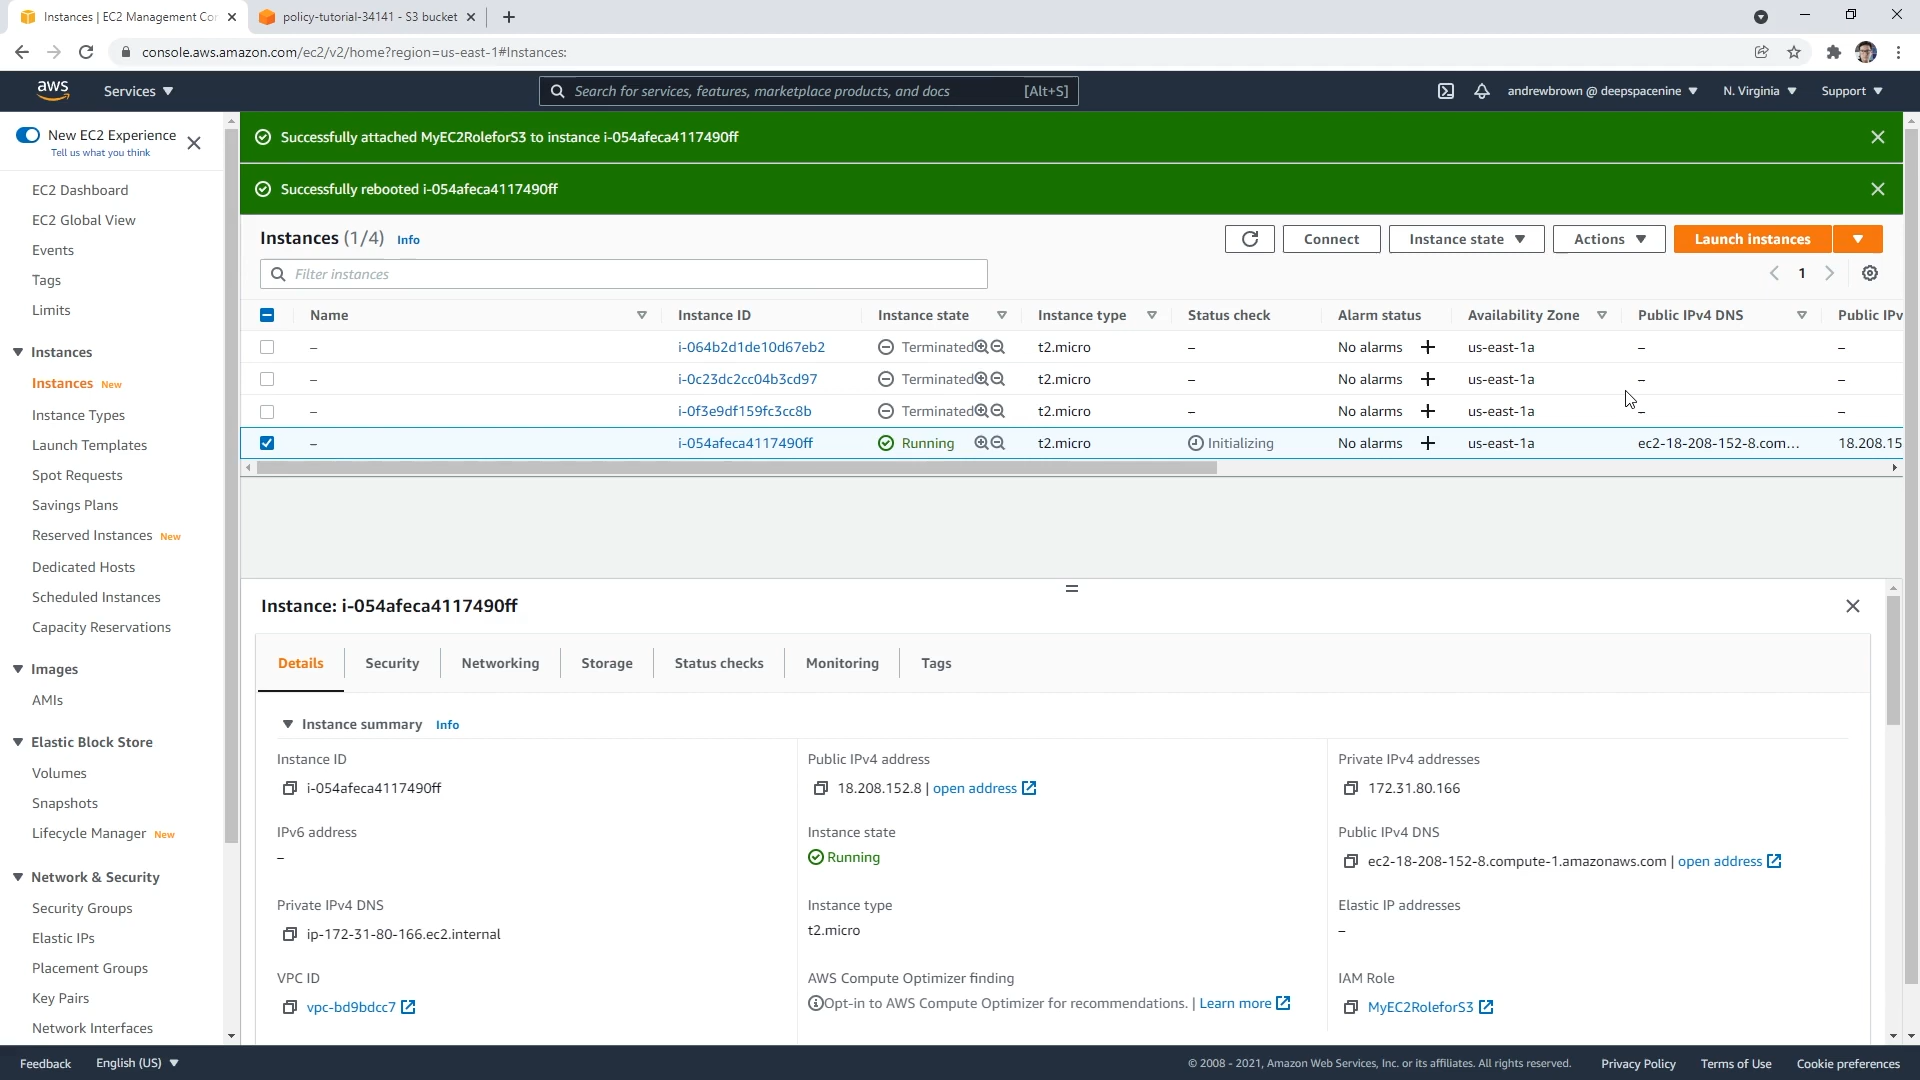 Instances | EC2 Management Cor
policy-tutorial-34141 - S3 bucket
console.aws.amazon.com/ec2/v2/home?region=us-east-1#Instances:
aws
Services
Search for services, features, marketplace products, and docs
[Alt+S]
andrewbrown @ deepspacenine
N. Virginia
Support
New EC2 Experience
Tell us what you think
EC2 Dashboard
EC2 Global View
Events
Tags
Limits
Instances
Instances New
Instance Types
Launch Templates
Spot Requests
Savings Plans
Reserved Instances New
Dedicated Hosts
Scheduled Instances
Capacity Reservations
Images
AMIs
Elastic Block Store
Volumes
Snapshots
Lifecycle Manager New
Network & Security
Security Groups
Elastic IPs
Placement Groups
Key Pairs
Network Interfaces
Successfully attached MyEC2RoleforS3 to instance i-054afeca4117490ff
Successfully rebooted i-054afeca4117490ff
Instances (1/4) Info
Connect
Instance state
Actions
Launch instances
Filter instances
1
Name Instance ID Instance state Instance type Status check Alarm status Availability Zone Public IPv4 DNS Public IPv
– i-064b2d1de10d67eb2 Terminated t2.micro – No alarms + us-east-1a – –
– i-0c23dc2cc04b3cd97 Terminated t2.micro – No alarms + us-east-1a – –
– i-0f3e9df159fc3cc8b Terminated t2.micro – No alarms + us-east-1a – –
– i-054afeca4117490ff Running t2.micro Initializing No alarms + us-east-1a ec2-18-208-152-8.com... 18.208.15
Instance: i-054afeca4117490ff
Details
Security
Networking
Storage
Status checks
Monitoring
Tags
Instance summary Info
Instance ID
i-054afeca4117490ff
Public IPv4 address
18.208.152.8 | open address
Private IPv4 addresses
172.31.80.166
IPv6 address
–
Instance state
Running
Public IPv4 DNS
ec2-18-208-152-8.compute-1.amazonaws.com | open address
Private IPv4 DNS
ip-172-31-80-166.ec2.internal
Instance type
t2.micro
Elastic IP addresses
–
VPC ID
vpc-bd9bdcc7
AWS Compute Optimizer finding
Opt-in to AWS Compute Optimizer for recommendations. | Learn more
IAM Role
MyEC2RoleforS3
Feedback
English (US)
© 2008 - 2021, Amazon Web Services, Inc. or its affiliates. All rights reserved.
Privacy Policy
Terms of Use
Cookie preferences